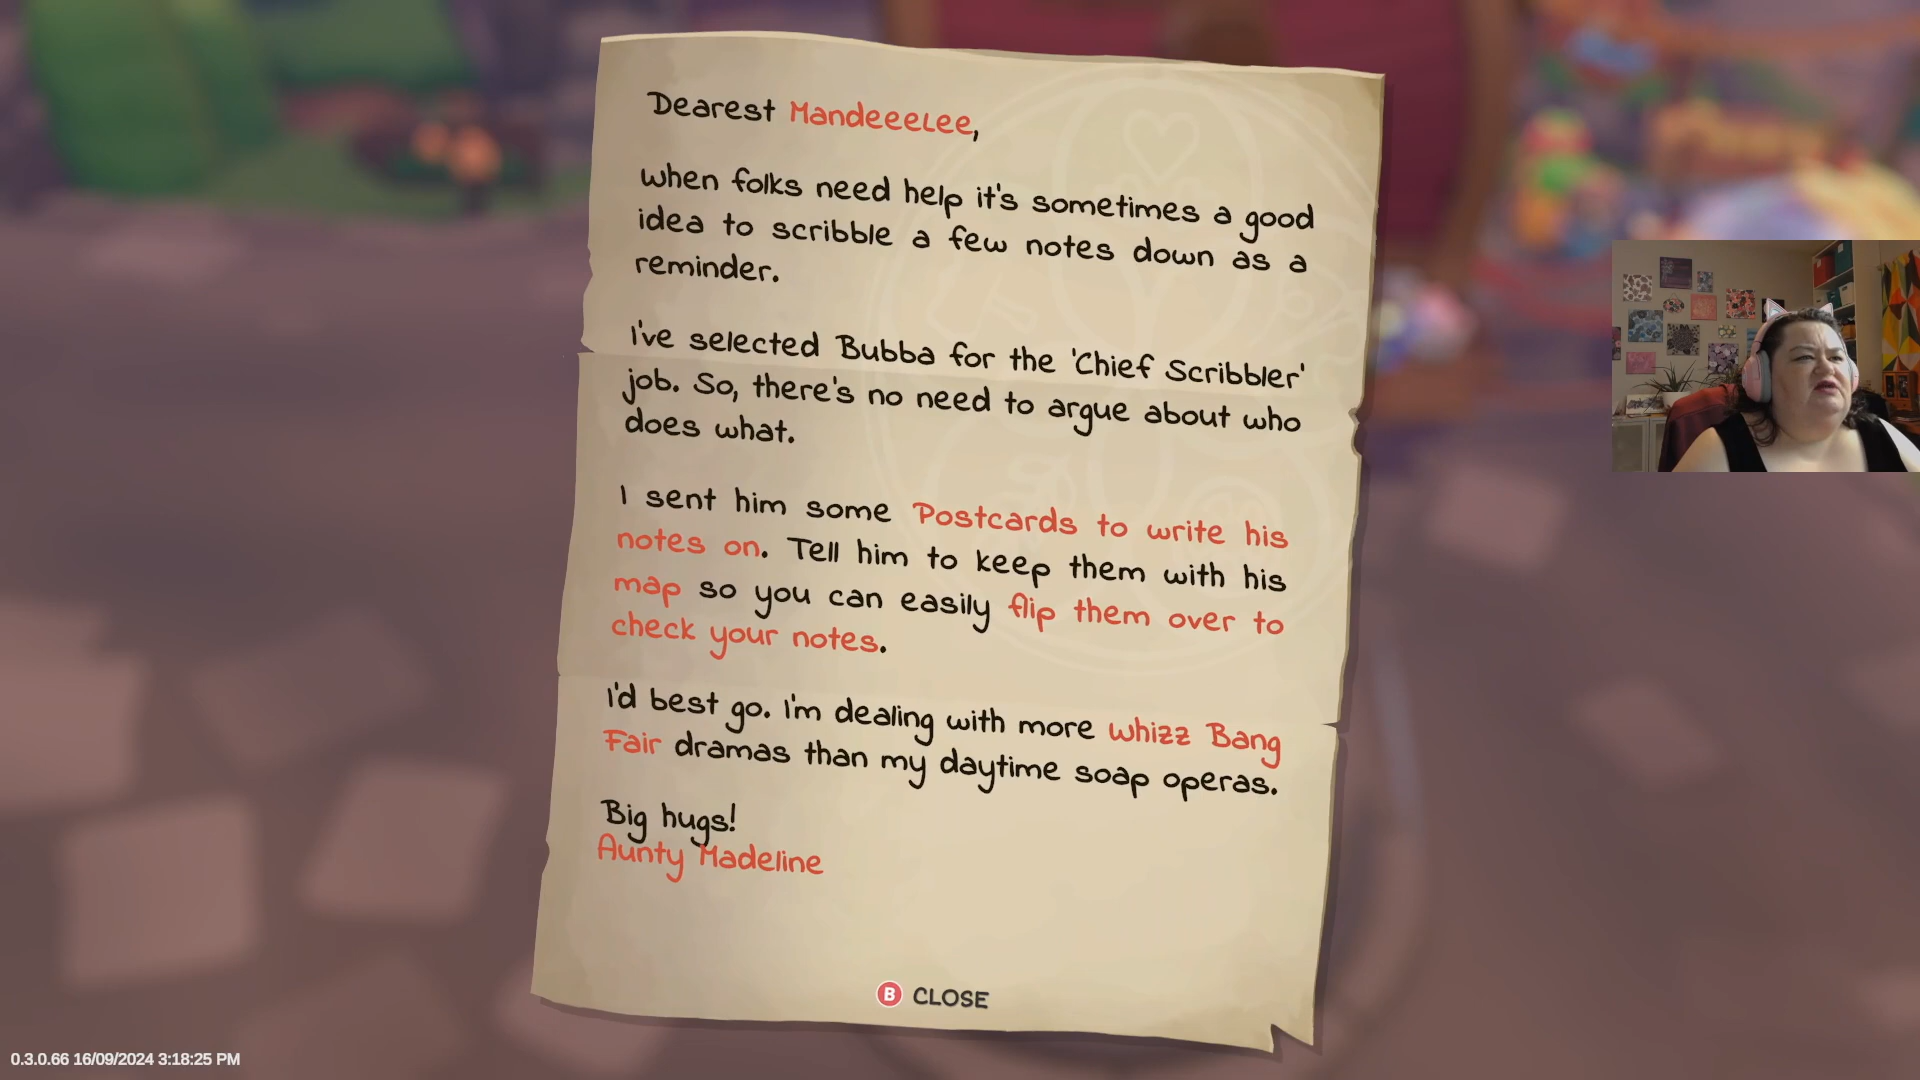 Dearest MandeeeLee,
when folks need help it's sometimes a good
idea to scribble a few notes down as a
reminder.
I've selected Bubba for the 'Chief Scribbler'
job. So, there's no need to argue about who
does what.
I sent him some Postcards to write his
notes on. Tell him to keep them with his
map so you can easily flip them over to
check your notes.
I'd best go. I'm dealing with more Whizz Bang
Fair dramas than my daytime soap operas.
Big hugs!
Aunty Madeline
B CLOSE
0.3.0.66 16/09/2024 3:18:25 PM